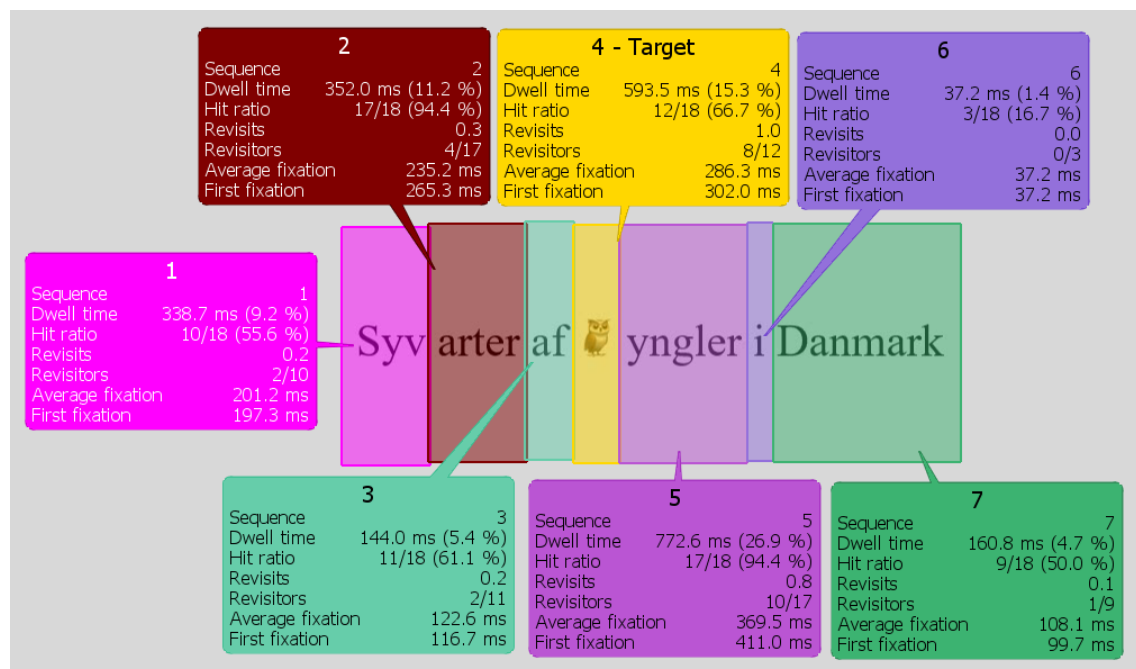 2
Sequence 2
Dwell time 352.0 ms (11.2 %)
Hit ratio 17/18 (94.4 %)
Revisits 0.3
Revisitors 4/17
Average fixation 235.2 ms
First fixation 265.3 ms
4 - Target
Sequence 4
Dwell time 593.5 ms (15.3 %)
Hit ratio 12/18 (66.7 %)
Revisits 1.0
Revisitors 8/12
Average fixation 286.3 ms
First fixation 302.0 ms
6
Sequence 6
Dwell time 37.2 ms (1.4 %)
Hit ratio 3/18 (16.7 %)
Revisits 0.0
Revisitors 0/3
Average fixation 37.2 ms
First fixation 37.2 ms
1
Sequence 1
Dwell time 338.7 ms (9.2 %)
Hit ratio 10/18 (55.6 %)
Revisits 0.2
Revisitors 2/10
Average fixation 201.2 ms
First fixation 197.3 ms
Syv arter af yngler i Danmark
3
Sequence 3
Dwell time 144.0 ms (5.4 %)
Hit ratio 11/18 (61.1 %)
Revisits 0.2
Revisitors 2/11
Average fixation 122.6 ms
First fixation 116.7 ms
5
Sequence 5
Dwell time 772.6 ms (26.9 %)
Hit ratio 17/18 (94.4 %)
Revisits 0.8
Revisitors 10/17
Average fixation 369.5 ms
First fixation 411.0 ms
7
Sequence 7
Dwell time 160.8 ms (4.7 %)
Hit ratio 9/18 (50.0 %)
Revisits 0.1
Revisitors 1/9
Average fixation 108.1 ms
First fixation 99.7 ms